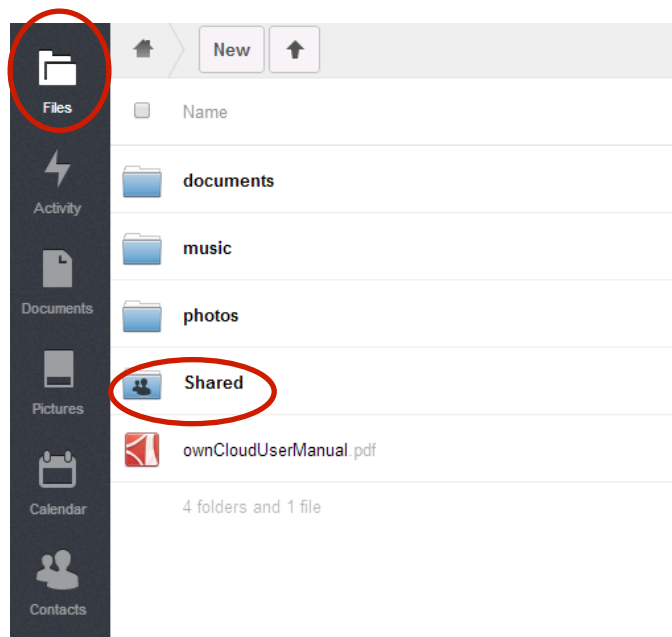 Files
Activity
Documents
Pictures
Calendar
Contacts
New
Name
documents
music
photos
Shared
ownCloudUserManual.pdf
4 folders and 1 file